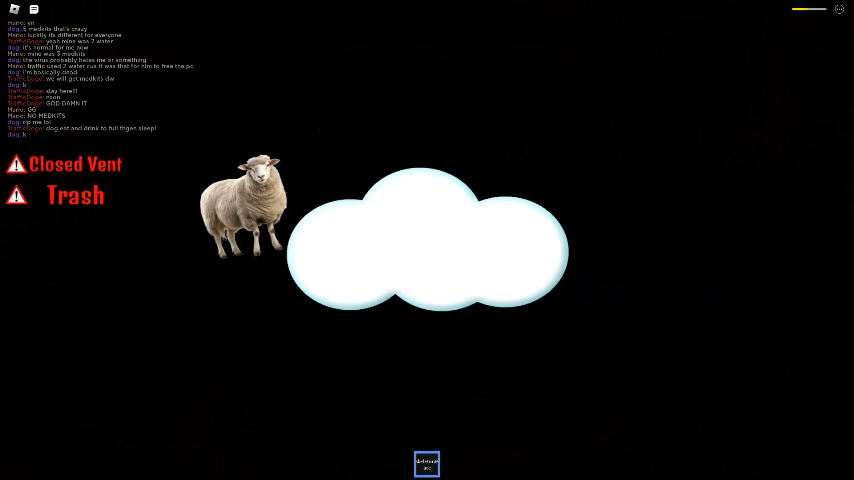 mario: yn
dog: 5 medkits that's crazy
Mario: luckily its different for everyone
TrafficDoge: yeah mine was 2 water
dog: it's normal for me now
Mario: mine was 3 medkits
dog: the virus probably hates me or something
Mario: traffic used 2 water cus it was that for him to free the pc
dog: i'm basically dead
TrafficDoge: we will get medkits dw
dog: k
TrafficDoge: stay here!!!
TrafficDoge: nson
TrafficDoge: GOD DAMN IT
Mario: GG
Mario: NO MEDKITS
dog: rip me lol
TrafficDoge: dog eat and drink to full thgen sleep!
dog: k
Closed Vent
Trash